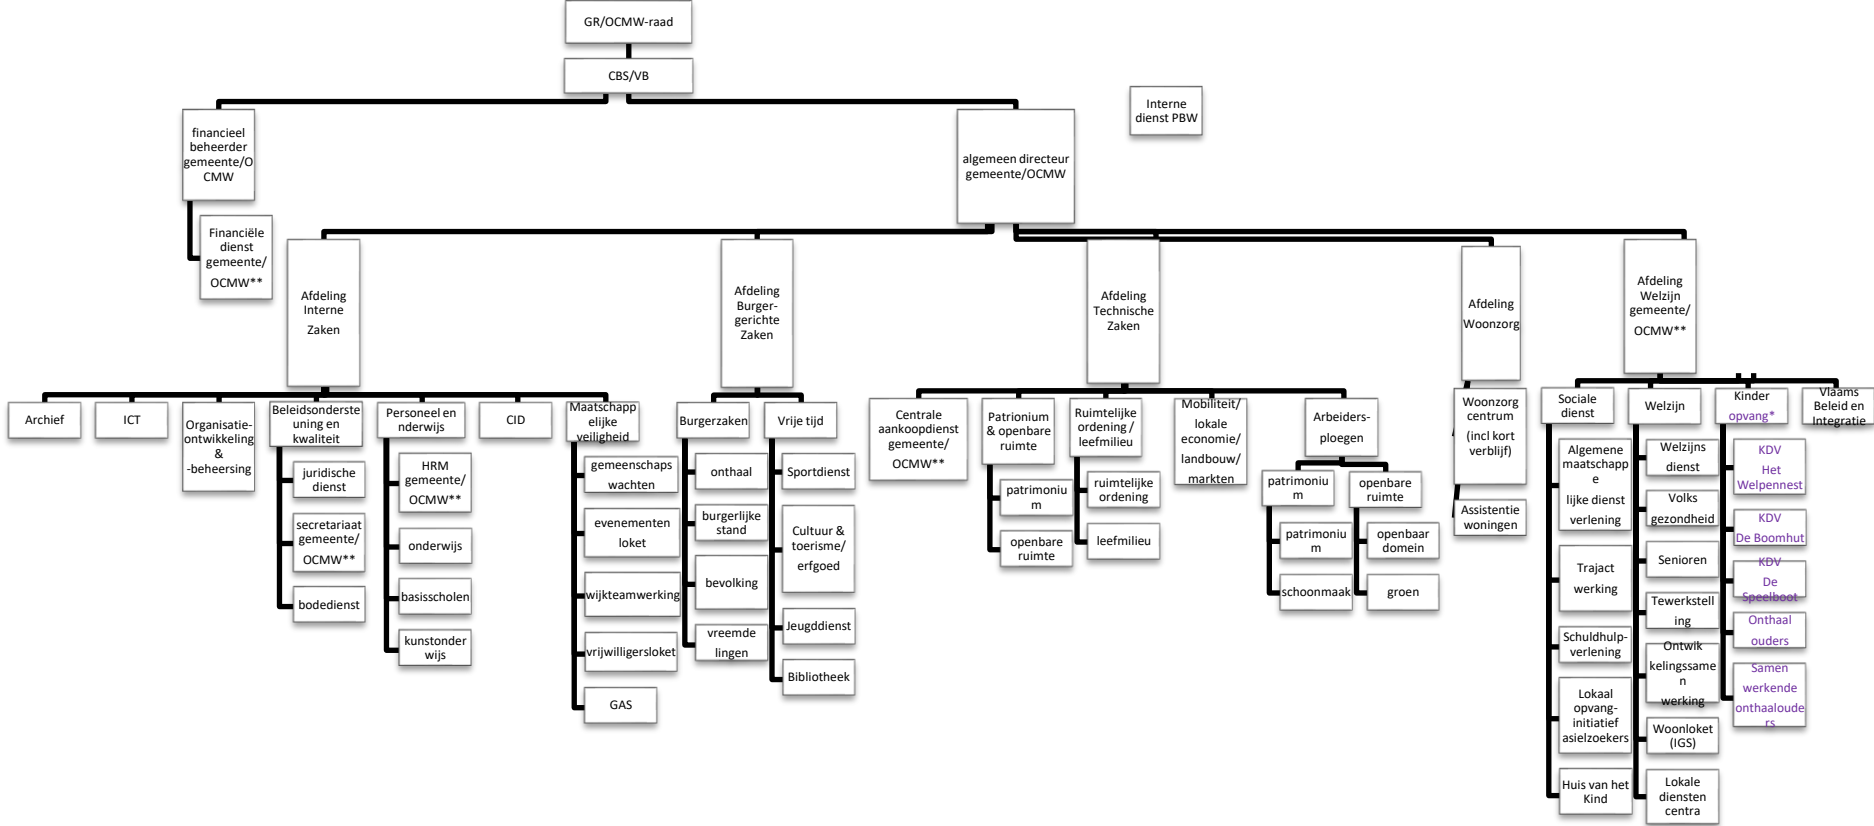 GR/OCMW-raad
CBS/VB
Interne
dienst PBW
financieel
beheerder
gemeente/O
CMW
algemeen directeur
gemeente/OCMW
Financiële
dienst
gemeente/
OCMW**
Afdeling
Interne
Zaken
Afdeling
Burger-
gerichte
Zaken
Afdeling
Technische
Zaken
Afdeling
Woonzorg
Afdeling
Welzijn
gemeente/
OCMW**
Archief
ICT
Organisatie-
ontwikkeling
&
-beheersing
Beleidsonderste
uning en
kwaliteit
juridische
dienst
secretariaat
gemeente/
OCMW**
bodedienst
Personeel en
nderwijs
HRM
gemeente/
OCMW**
onderwijs
basisscholen
kunstonder
wijs
CID
Maatschapp
elijke
veiligheid
gemeenschaps
wachten
evenementen
loket
wijkteamwerking
vrijwilligersloket
GAS
Burgerzaken
onthaal
burgerlijke
stand
bevolking
vreemde
lingen
Vrije tijd
Sportdienst
Cultuur &
toerisme/
erfgoed
Jeugddienst
Bibliotheek
Centrale
aankoopdienst
gemeente/
OCMW**
Patrionium
& openbare
ruimte
patrimoniu
m
openbare
ruimte
Ruimtelijke
ordening /
leefmilieu
ruimtelijke
ordening
leefmilieu
Mobiliteit/
lokale
economie/
landbouw/
markten
Arbeiders-
ploegen
patrimoniu
m
patrimoniu
m
schoonmaak
openbare
ruimte
openbaar
domein
groen
Woonzorg
centrum
(incl kort
verblijf)
Assistentie
woningen
Sociale
dienst
Algemene
maatschapp
e
lijke dienst
verlening
Traject
werking
Schuldhulp-
verlening
Lokaal
opvang-
initiatief
asielzoekers
Huis van het
Kind
Welzijn
Welzijns
dienst
Volks
gezondheid
Senioren
Tewerkstell
ing
Ontwik
kelingssame
n
werking
Woonloket
(IGS)
Lokale
diensten
centra
Kinder
opvang*
KDV
Het
Welpennest
KDV
De Boomhut
KDV
De
Speelboot
Onthaal
ouders
Samen
werkende
onthaaloude
rs
Vlaams
Beleid en
Integratie